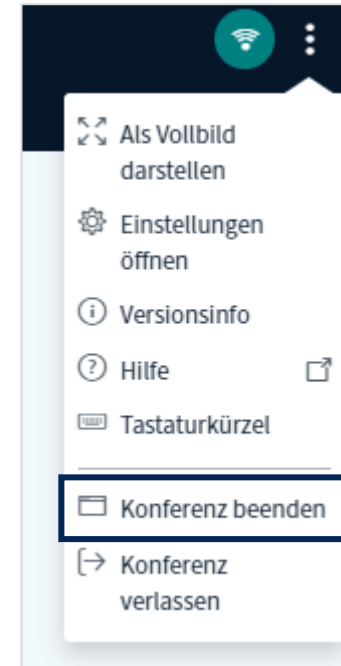 Als Vollbild
darstellen
Einstellungen
öffnen
Versionsinfo
Hilfe
Tastaturkürzel
Konferenz beenden
Konferenz
verlassen